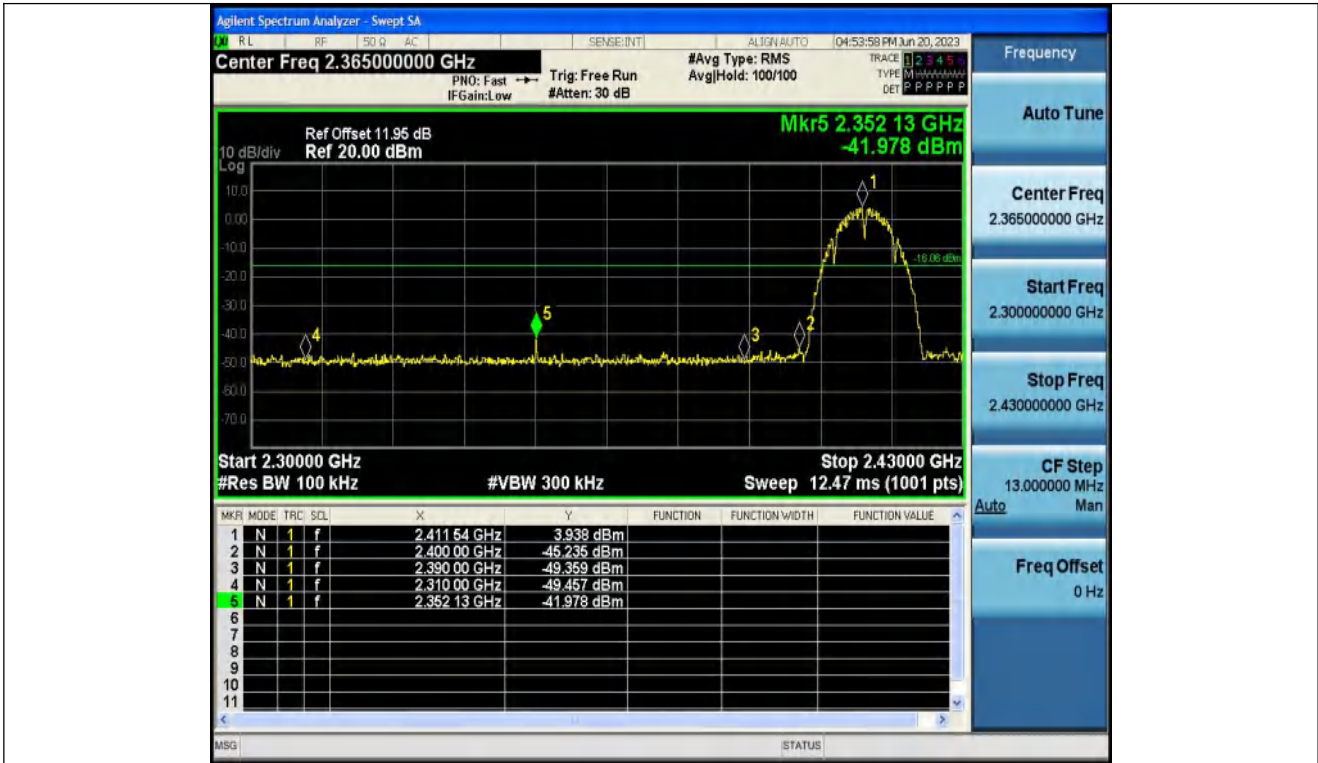 Agilent Spectrum Analyzer - Swept SA
RL RF 50 Ω AC SENSE:INT ALIGN AUTO 04:53:58 PM Jun 20, 2023
Center Freq 2.365000000 GHz
PNO: Fast
IFGain:Low
Trig: Free Run
#Atten: 30 dB
#Avg Type: RMS
Avg|Hold: 100/100
TRACE 1 2 3 4 5 6
TYPE M
DET P P P P P P
Frequency
Auto Tune
Center Freq
2.365000000 GHz
Start Freq
2.300000000 GHz
Stop Freq
2.430000000 GHz
CF Step
13.000000 MHz
Auto Man
Freq Offset
0 Hz
Mkr5 2.352 13 GHz
-41.978 dBm
Ref Offset 11.95 dB
10 dB/div Ref 20.00 dBm
Log
10.0
0.00
-10.0
-20.0
-30.0
-40.0
-50.0
-60.0
-70.0
1
-16.06 dBm
5
4
3
2
Start 2.30000 GHz Stop 2.43000 GHz
#Res BW 100 kHz #VBW 300 kHz Sweep 12.47 ms (1001 pts)
MKR MODE TRC SCL X Y FUNCTION FUNCTION WIDTH FUNCTION VALUE
1 N 1 f 2.411 54 GHz 3.938 dBm
2 N 1 f 2.400 00 GHz -45.235 dBm
3 N 1 f 2.390 00 GHz -49.359 dBm
4 N 1 f 2.310 00 GHz -49.457 dBm
5 N 1 f 2.352 13 GHz -41.978 dBm
6
7
8
9
10
11
MSG STATUS